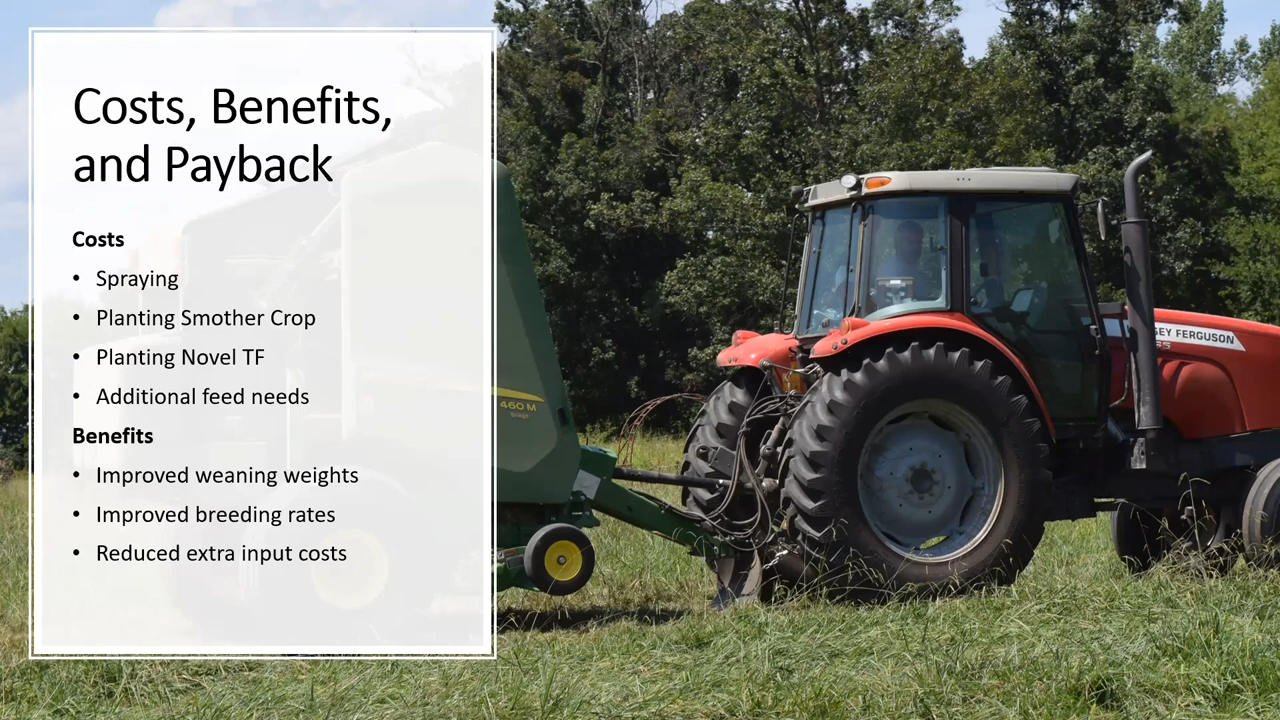 Costs, Benefits,
and Payback
Costs
• Spraying
• Planting Smother Crop
• Planting Novel TF
• Additional feed needs
Benefits
• Improved weaning weights
• Improved breeding rates
• Reduced extra input costs
460 M
SEY FERGUSON